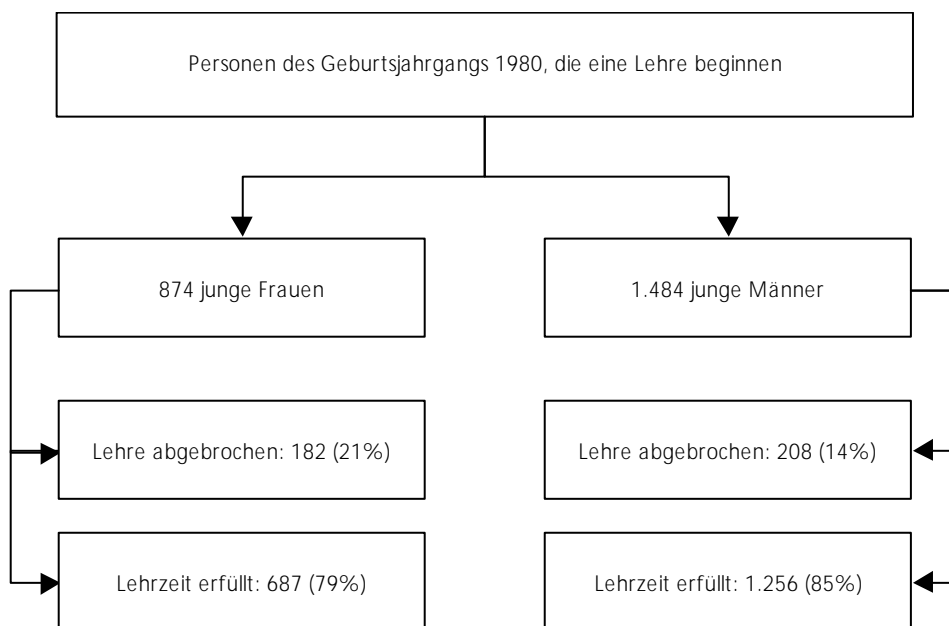 Personen des Geburtsjahrgangs 1980, die eine Lehre beginnen
874 junge Frauen
1.484 junge Männer
Lehre abgebrochen: 182 (21%)
Lehre abgebrochen: 208 (14%)
Lehrzeit erfüllt: 687 (79%)
Lehrzeit erfüllt: 1.256 (85%)